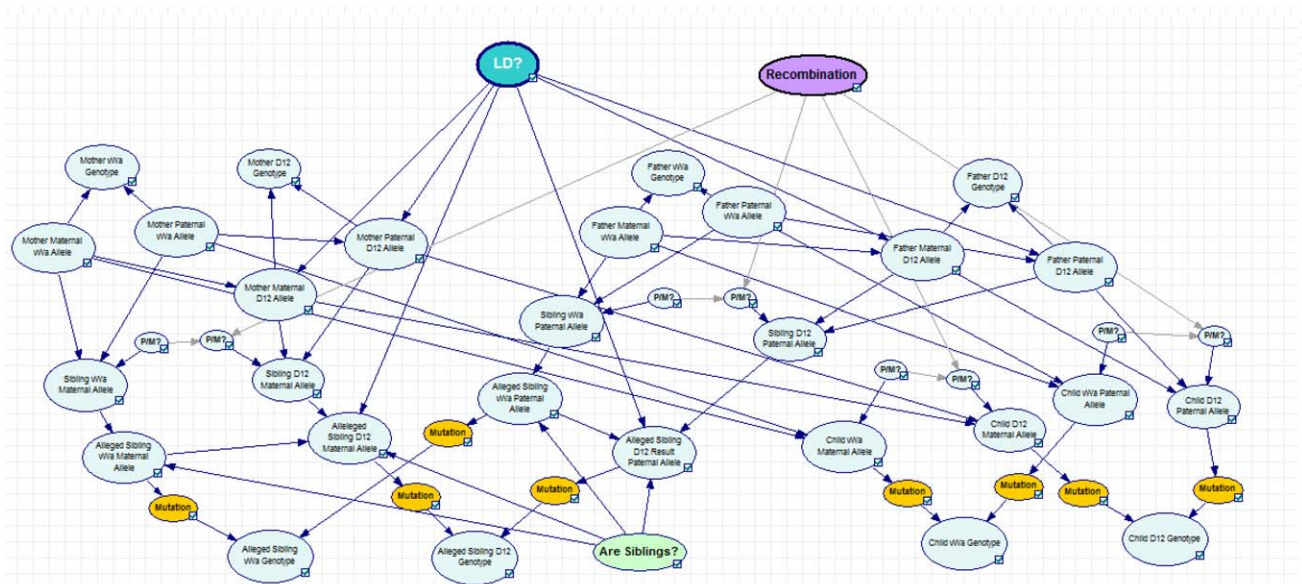 LD?
Recombination
Mother vWa
Genotype
Mother D12
Genotype
Father vWa
Genotype
Father D12
Genotype
Mother Maternal
vWa Allele
Mother Paternal
vWa Allele
Mother Paternal
D12 Allele
Father Maternal
vWa Allele
Father Paternal
vWa Allele
Father Maternal
D12 Allele
Father Paternal
D12 Allele
Mother Maternal
D12 Allele
P/M?
P/M?
Sibling vWa
Paternal Allele
P/M?
P/M?
Sibling D12
Paternal Allele
P/M?
P/M?
Sibling vWa
Maternal Allele
Sibling D12
Maternal Allele
Alleged Sibling
vWa Paternal
Allele
P/M?
P/M?
Child vWa Paternal
Allele
Child D12
Paternal Allele
Alleged Sibling
vWa Maternal
Allele
Alleleged
Sibling D12
Maternal Allele
Mutation
Alleged Sibling
D12 Result
Paternal Allele
Child vWa
Maternal Allele
Child D12
Maternal Allele
Mutation
Mutation
Mutation
Mutation
Mutation
Mutation
Mutation
Alleged Sibling
vWa Genotype
Alleged Sibling D12
Genotype
Are Siblings?
Child vWa Genotype
Child D12 Genotype